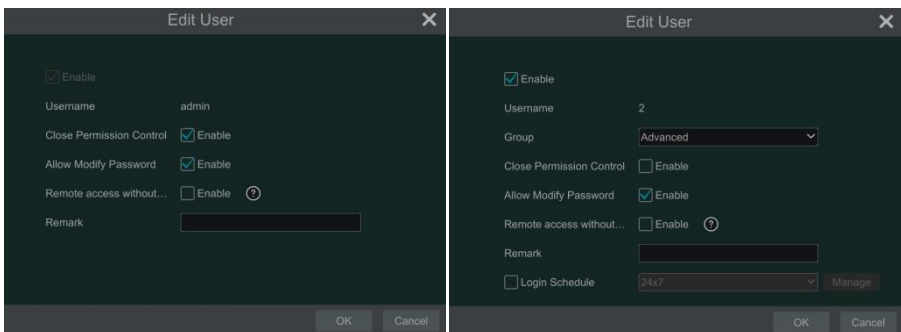 Edit User
Enable
Username admin
Close Permission Control Enable
Allow Modify Password Enable
Remote access without... Enable ?
Remark
OK Cancel
Edit User
Enable
Username 2
Group Advanced
Close Permission Control Enable
Allow Modify Password Enable
Remote access without... Enable ?
Remark
Login Schedule 24x7 Manage
OK Cancel